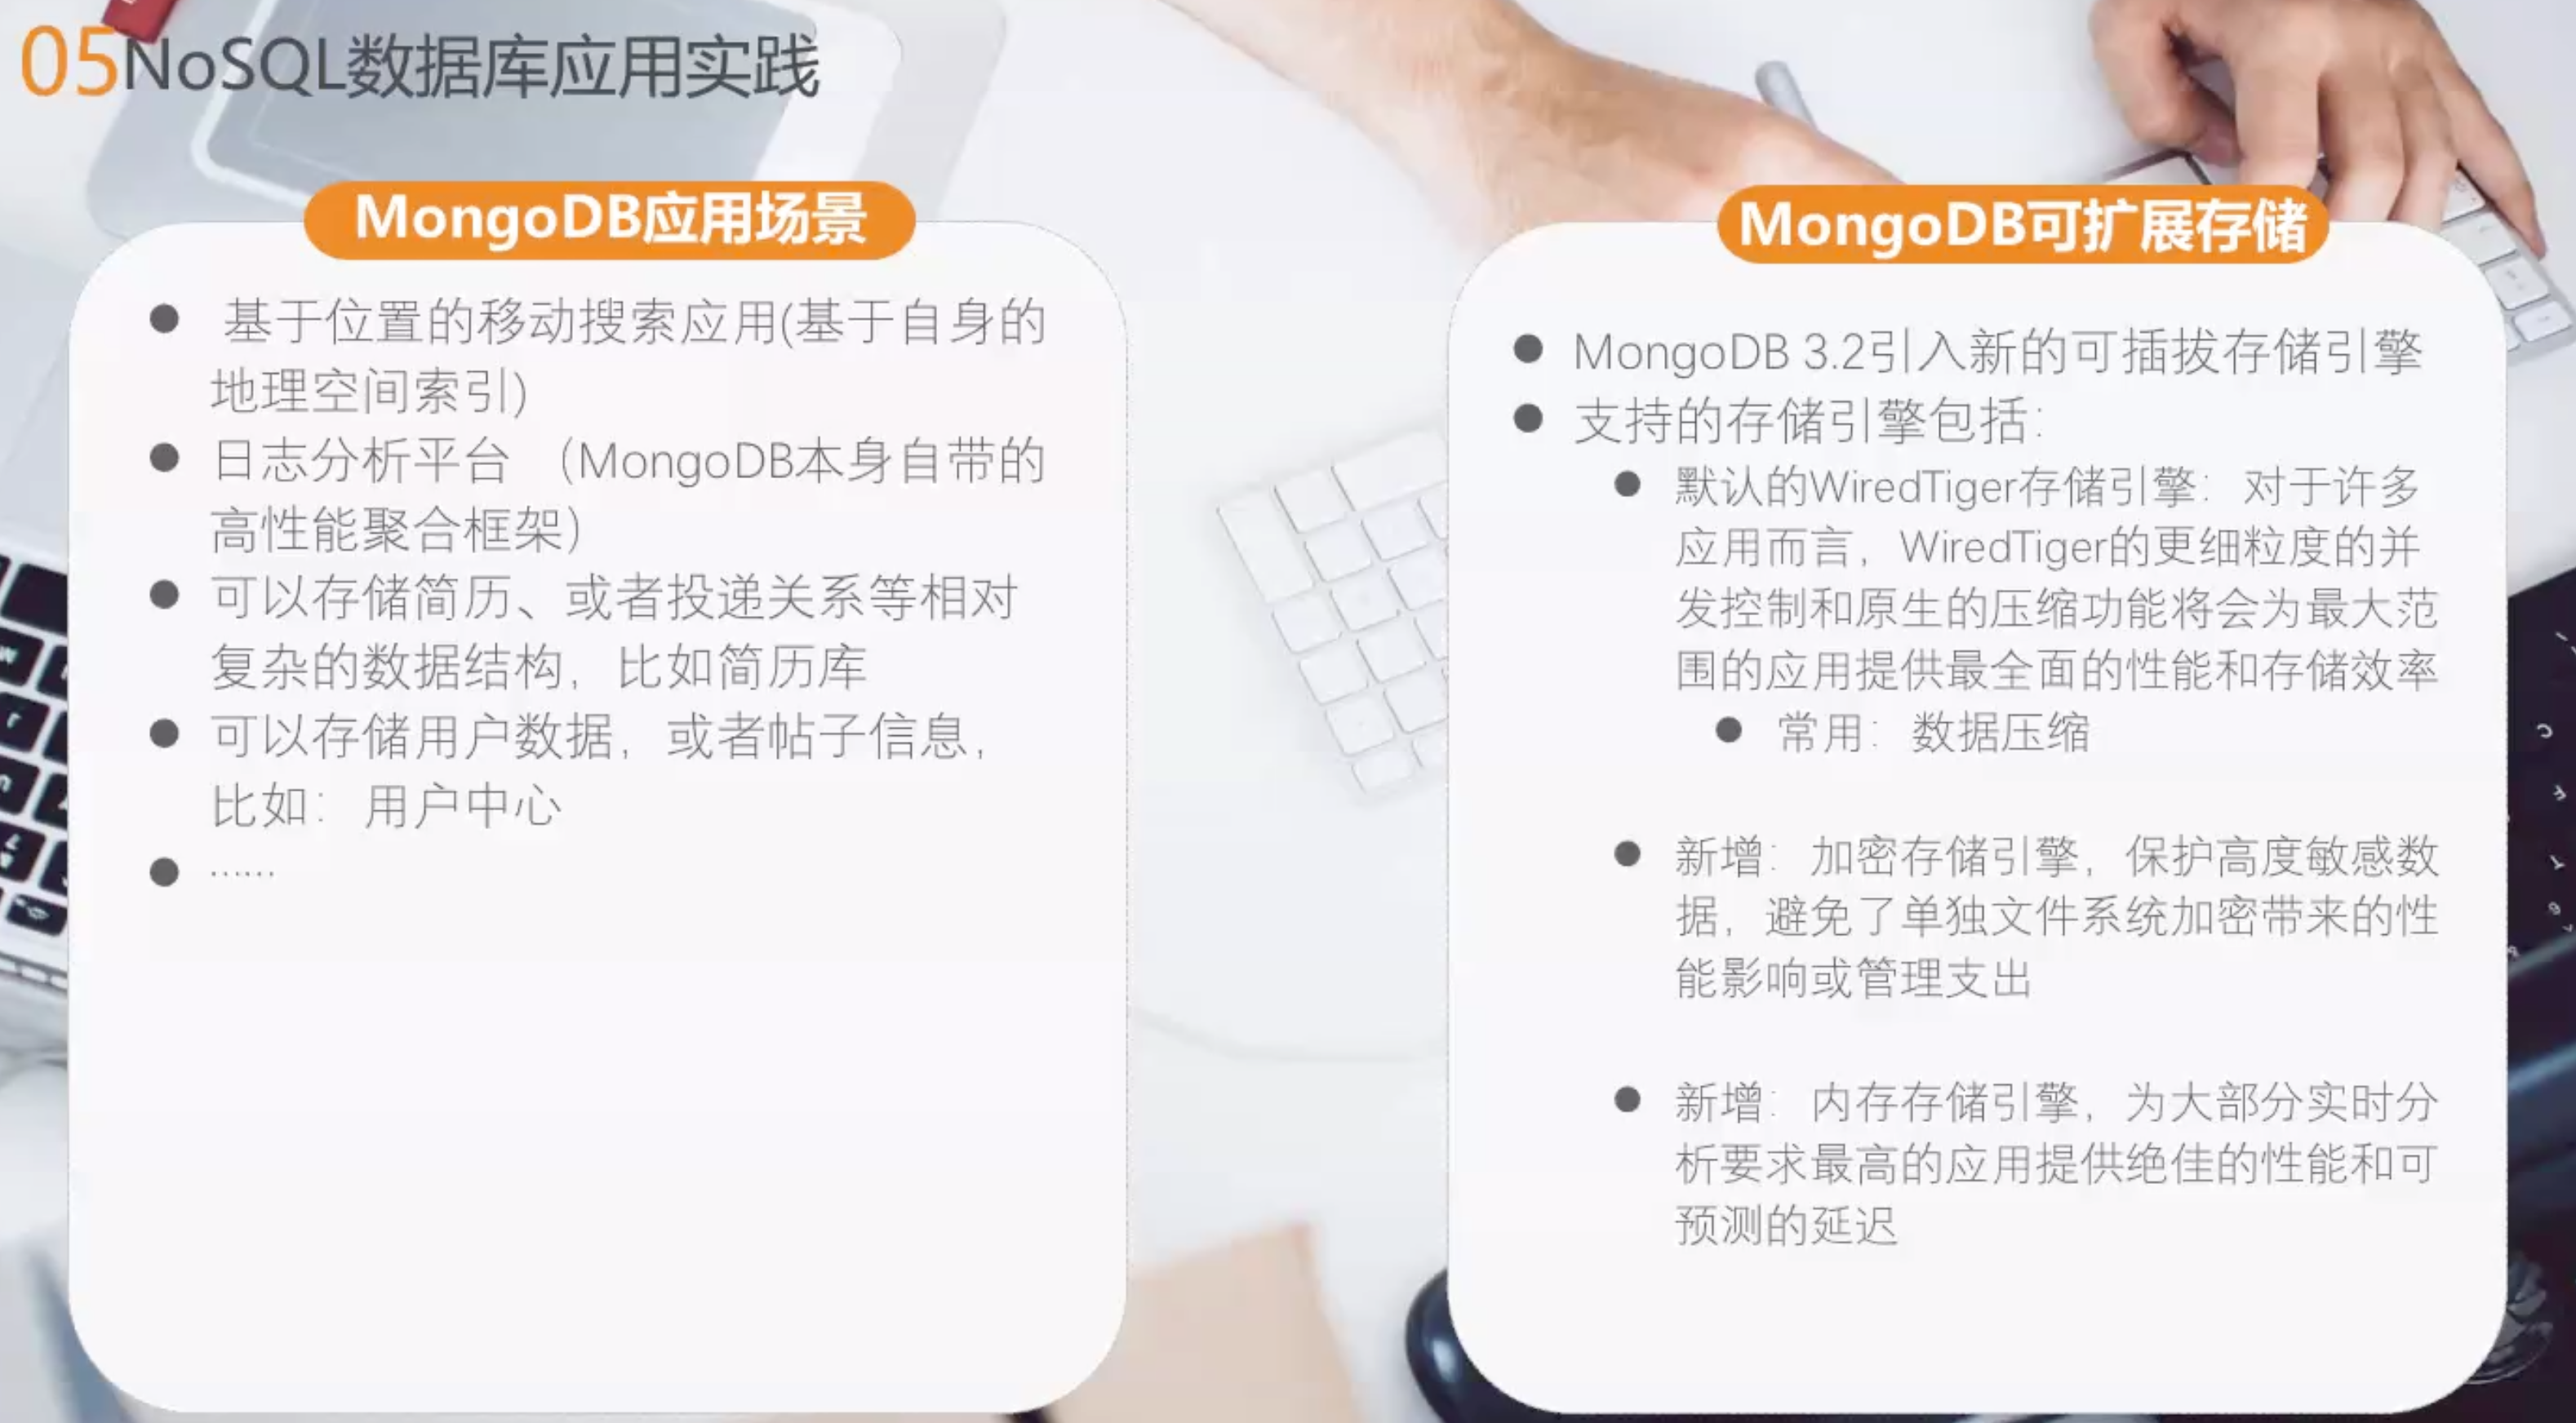 05NoSQL数据库应用实践
MongoDB应用场景
● 基于位置的移动搜索应用(基于自身的
地理空间索引)
● 日志分析平台 （MongoDB本身自带的
高性能聚合框架）
● 可以存储简历、或者投递关系等相对
复杂的数据结构，比如简历库
● 可以存储用户数据，或者帖子信息，
比如：用户中心
● ……
MongoDB可扩展存储
● MongoDB 3.2引入新的可插拔存储引擎
● 支持的存储引擎包括：
● 默认的WiredTiger存储引擎：对于许多
应用而言，WiredTiger的更细粒度的并
发控制和原生的压缩功能将会为最大范
围的应用提供最全面的性能和存储效率
● 常用：数据压缩
● 新增：加密存储引擎，保护高度敏感数
据，避免了单独文件系统加密带来的性
能影响或管理支出
● 新增：内存存储引擎，为大部分实时分
析要求最高的应用提供绝佳的性能和可
预测的延迟